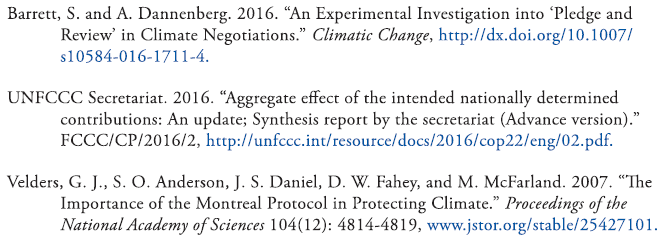 Barrett, S. and A. Dannenberg. 2016. “An Experimental Investigation into ‘Pledge and
Review’ in Climate Negotiations.” Climatic Change, http://dx.doi.org/10.1007/
s10584-016-1711-4.
UNFCCC Secretariat. 2016. “Aggregate effect of the intended nationally determined
contributions: An update; Synthesis report by the secretariat (Advance version).”
FCCC/CP/2016/2, http://unfccc.int/resource/docs/2016/cop22/eng/02.pdf.
Velders, G. J., S. O. Anderson, J. S. Daniel, D. W. Fahey, and M. McFarland. 2007. “The
Importance of the Montreal Protocol in Protecting Climate.” Proceedings of the
National Academy of Sciences 104(12): 4814-4819, www.jstor.org/stable/25427101.